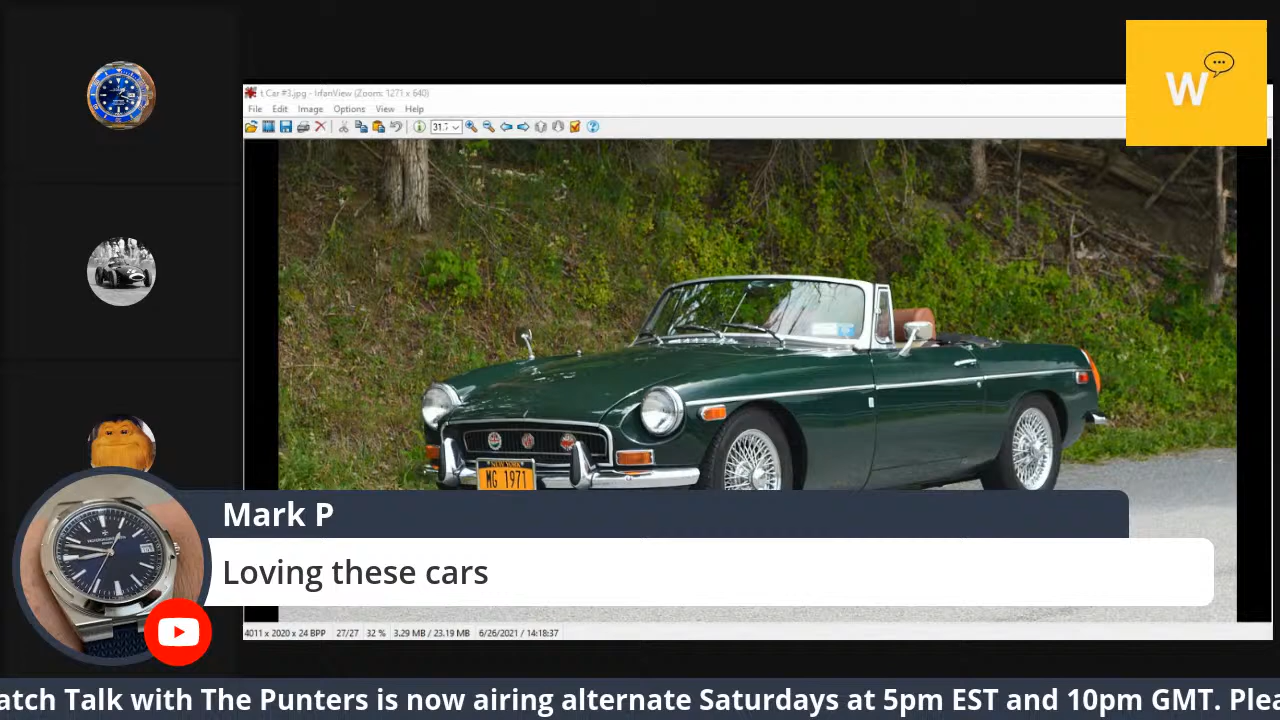 t Car #3.jpg - IrfanView (Zoom: 1271 x 640)
File Edit Image Options View Help
31.7
W
NEW YORK
MG 1971
Mark P
Loving these cars
4011 x 2020 x 24 BPP 27/27 32 % 3.29 MB / 23.19 MB 6/26/2021 / 14:18:37
atch Talk with The Punters is now airing alternate Saturdays at 5pm EST and 10pm GMT. Plea